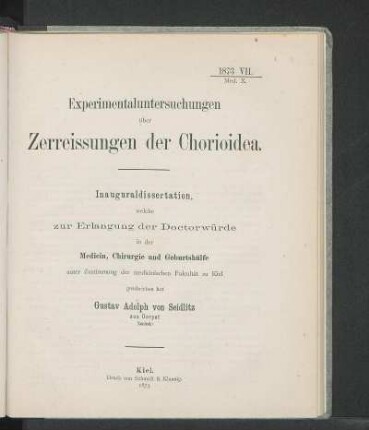 1873 VII.
Med. X.
Experimentaluntersuchungen
über
Zerreissungen der Chorioidea.
Inauguraldissertation,
welche
zur Erlangung der Doctorwürde
in der
Medicin, Chirurgie und Geburtshülfe
unter Zustimmung der medicinischen Fakultät zu Kiel
geschrieben hat
Gustav Adolph von Seidlitz
aus Dorpat
Kiel.
Druck von Schmidt & Klaunig.
1873